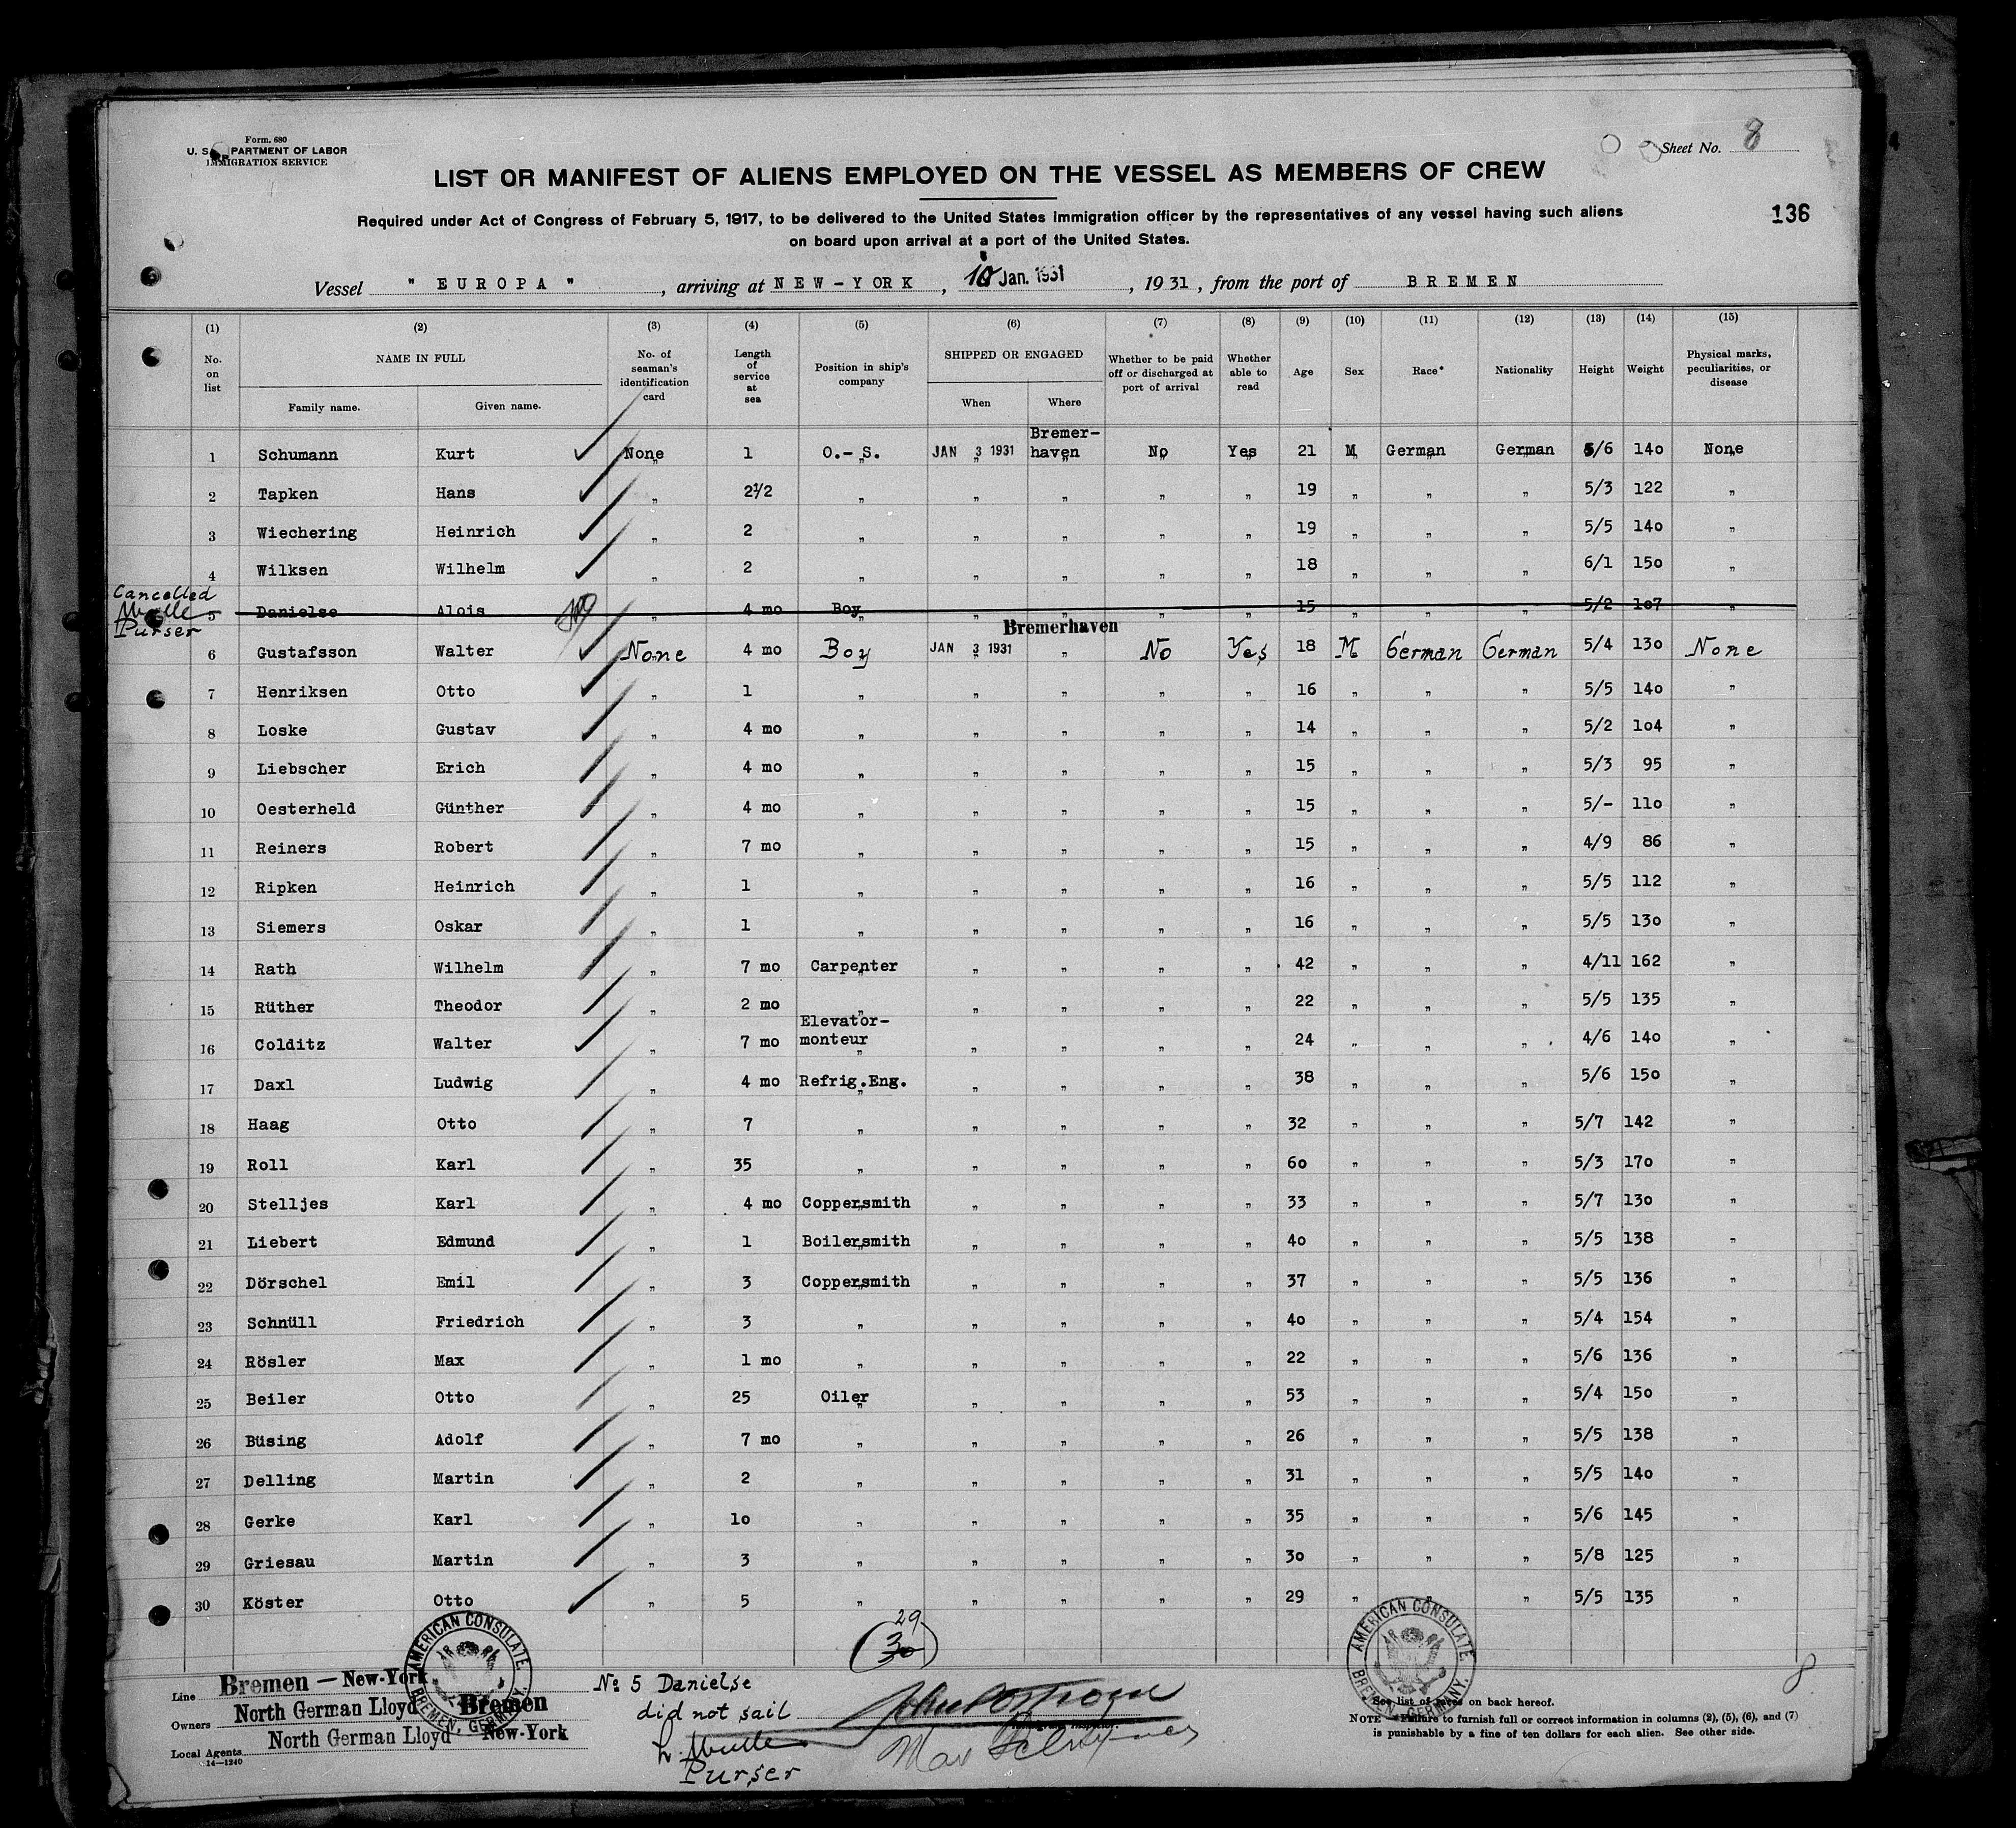 Form. 680
U. S. DEPARTMENT OF LABOR
IMMIGRATION SERVICE
Sheet No. 8
LIST OR MANIFEST OF ALIENS EMPLOYED ON THE VESSEL AS MEMBERS OF CREW
Required under Act of Congress of February 5, 1917, to be delivered to the United States immigration officer by the representatives of any vessel having such aliens
on board upon arrival at a port of the United States.
136
Vessel " EUROPA " , arriving at NEW-YORK , 10 Jan. 1931 , 1931 , from the port of BREMEN
(1) (2) (3) (4) (5) (6) (7) (8) (9) (10) (11) (12) (13) (14) (15)
No. on list NAME IN FULL Family name. Given name. No. of seaman's identification card Length of service at sea Position in ship's company SHIPPED OR ENGAGED When Where Whether to be paid off or discharged at port of arrival Whether able to read Age Sex Race* Nationality Height Weight Physical marks, peculiarities, or disease
1 Schumann Kurt None 1 O.-S. JAN 3 1931 Bremer-haven No Yes 21 M German German 5/6 140 None
2 Tapken Hans " 2½ " " " " " 19 " " " 5/3 122 "
3 Wiechering Heinrich " 2 " " " " " 19 " " " 5/5 140 "
4 Wilksen Wilhelm " 2 " " " " " 18 " " " 6/1 150 "
Cancelled
5 Danielse Alois " 4 mo Boy " " " " 15 " " " 5/2 107 "
Purser
Bremerhaven
6 Gustafsson Walter None 4 mo Boy JAN 3 1931 " No Yes 18 M German German 5/4 130 None
7 Henriksen Otto " 1 " " " " " 16 " " " 5/5 140 "
8 Loske Gustav " 4 mo " " " " " 14 " " " 5/2 104 "
9 Liebscher Erich " 4 mo " " " " " 15 " " " 5/3 95 "
10 Oesterheld Günther " 4 mo " " " " " 15 " " " 5/- 110 "
11 Reiners Robert " 7 mo " " " " " 15 " " " 4/9 86 "
12 Ripken Heinrich " 1 " " " " " 16 " " " 5/5 112 "
13 Siemers Oskar " 1 " " " " " 16 " " " 5/5 130 "
14 Rath Wilhelm " 7 mo Carpenter " " " " 42 " " " 4/11 162 "
15 Rüther Theodor " 2 mo " " " " " 22 " " " 5/5 135 "
16 Colditz Walter " 7 mo Elevator-monteur " " " " 24 " " " 4/6 140 "
17 Daxl Ludwig " 4 mo Refrig.Eng. " " " " 38 " " " 5/6 150 "
18 Haag Otto " 7 " " " " " 32 " " " 5/7 142 "
19 Roll Karl " 35 " " " " " 60 " " " 5/3 170 "
20 Stelljes Karl " 4 mo Coppersmith " " " " 33 " " " 5/7 130 "
21 Liebert Edmund " 1 Boilersmith " " " " 40 " " " 5/5 138 "
22 Dörschel Emil " 3 Coppersmith " " " " 37 " " " 5/5 136 "
23 Schnüll Friedrich " 3 " " " " " 40 " " " 5/4 154 "
24 Rösler Max " 1 mo " " " " " 22 " " " 5/6 136 "
25 Beiler Otto " 25 Oiler " " " " 53 " " " 5/4 150 "
26 Büsing Adolf " 7 mo " " " " " 26 " " " 5/5 138 "
27 Delling Martin " 2 " " " " " 31 " " " 5/5 140 "
28 Gerke Karl " 10 " " " " " 35 " " " 5/6 145 "
29 Griesau Martin " 3 " " " " " 30 " " " 5/8 125 "
30 Köster Otto " 5 " " " " " 29 " " " 5/5 135 "
29
(30)
AMERICAN CONSULATE. BREMEN, GERMANY.
AMERICAN CONSULATE. BREMEN, GERMANY.
Line Bremen — New-York
Owners North German Lloyd Bremen
Local Agents North German Lloyd New-York
14—1240
No 5 Danielse
did not sail
Purser
8
See list of races on back hereof.
NOTE.—Failure to furnish full or correct information in columns (2), (5), (6), and (7)
is punishable by a fine of ten dollars for each alien. See other side.